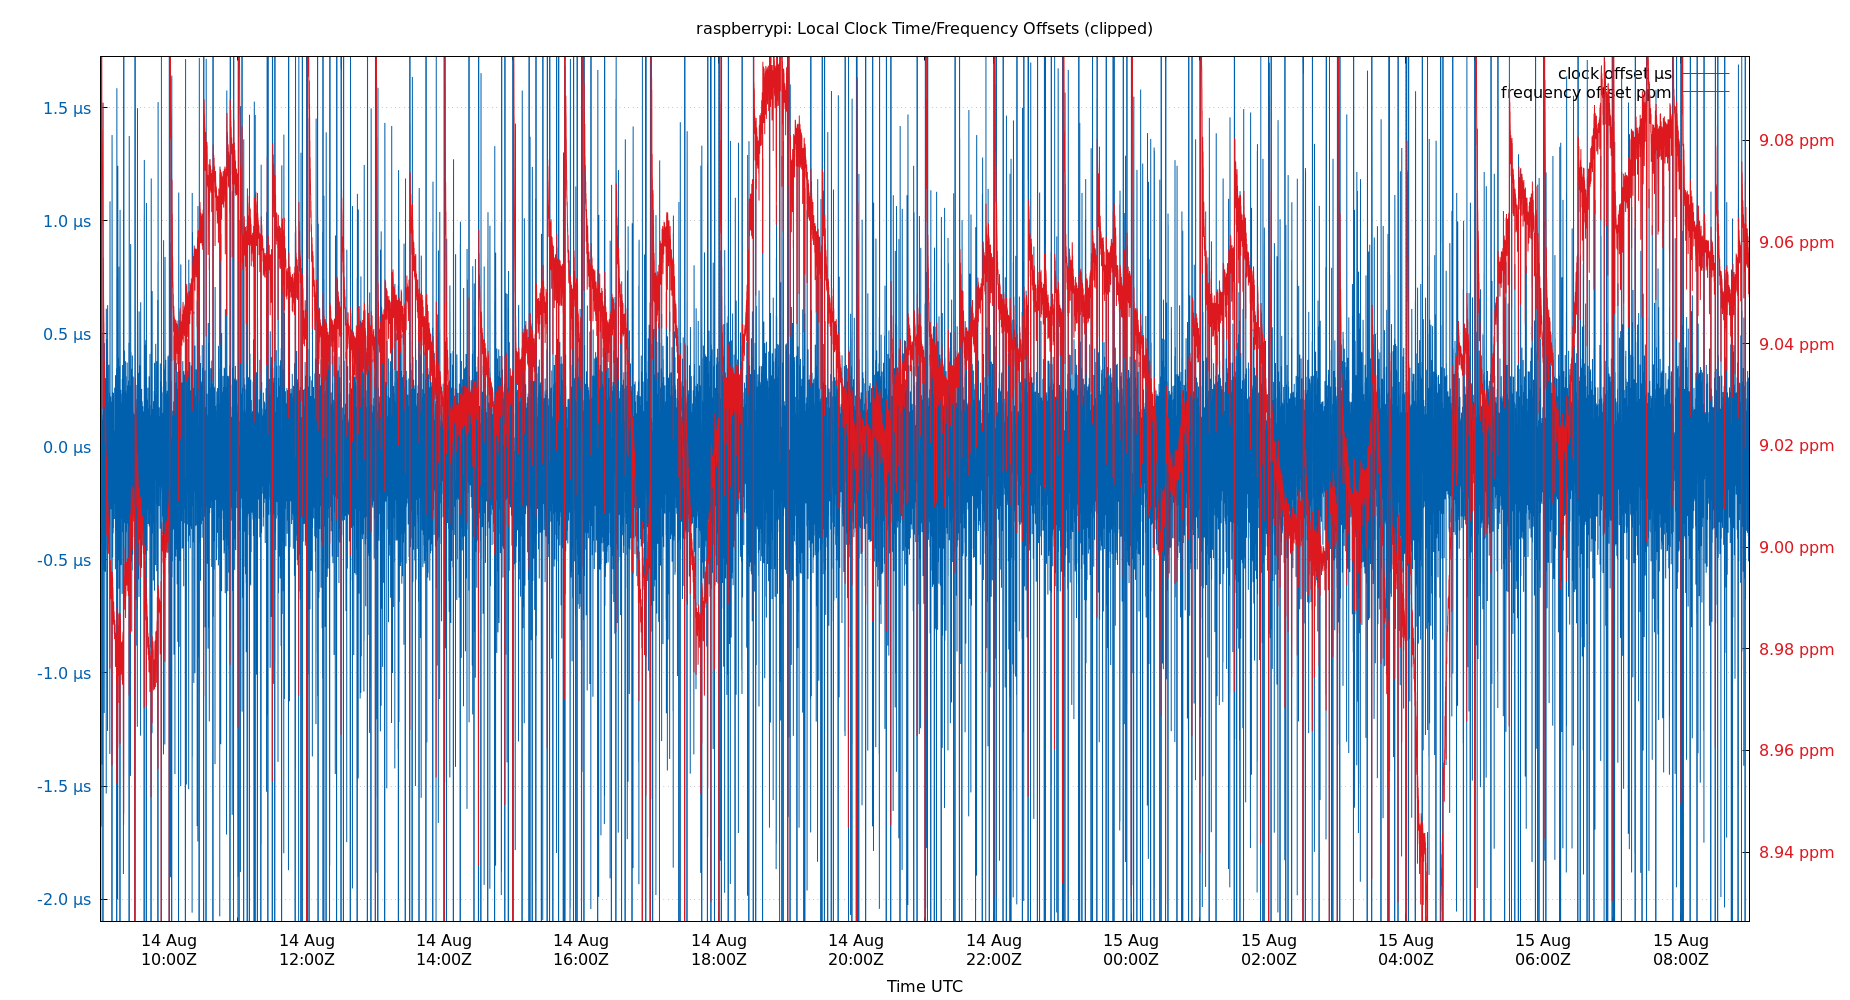 raspberrypi: Local Clock Time/Frequency Offsets (clipped)
clock offset µs
frequency offset ppm
1.5 µs
1.0 µs
0.5 µs
0.0 µs
-0.5 µs
-1.0 µs
-1.5 µs
-2.0 µs
9.08 ppm
9.06 ppm
9.04 ppm
9.02 ppm
9.00 ppm
8.98 ppm
8.96 ppm
8.94 ppm
14 Aug 14 Aug 14 Aug 14 Aug 14 Aug 14 Aug 14 Aug 15 Aug 15 Aug 15 Aug 15 Aug 15 Aug
10:00Z 12:00Z 14:00Z 16:00Z 18:00Z 20:00Z 22:00Z 00:00Z 02:00Z 04:00Z 06:00Z 08:00Z
Time UTC